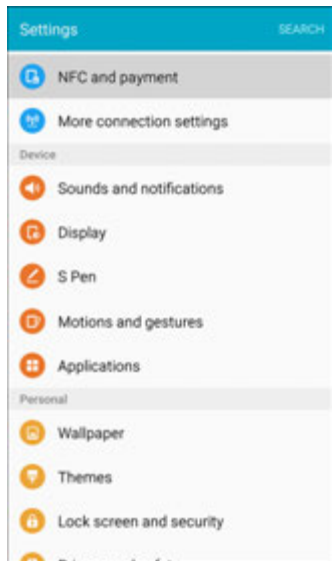 Settings SEARCH
NFC and payment
More connection settings
Device
Sounds and notifications
Display
S Pen
Motions and gestures
Applications
Personal
Wallpaper
Themes
Lock screen and security